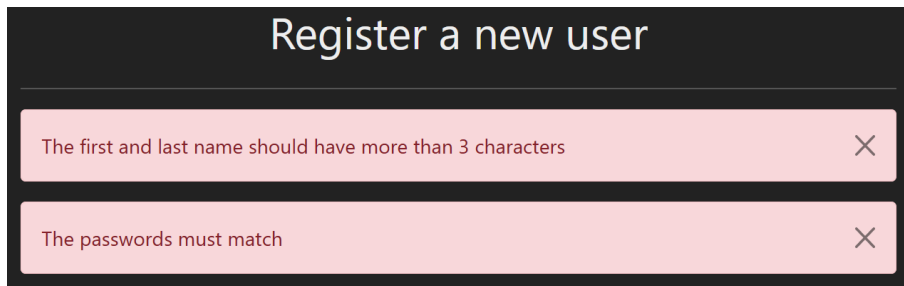 Register a new user
The first and last name should have more than 3 characters
The passwords must match